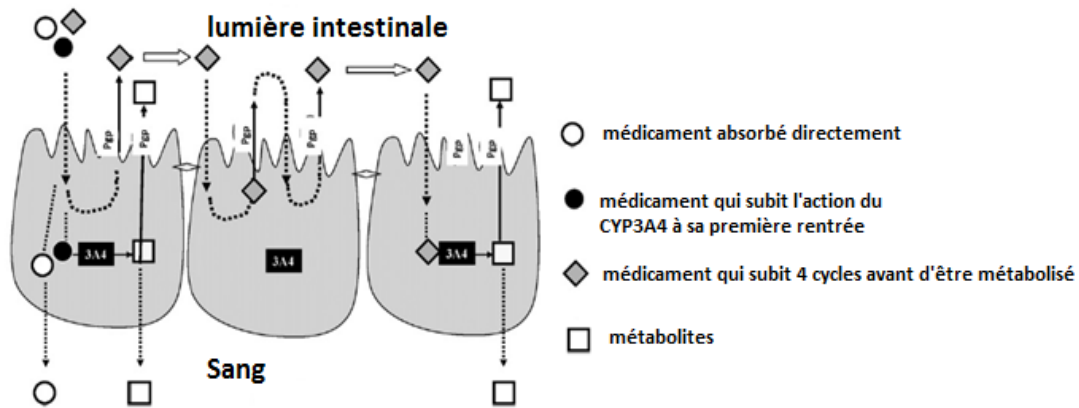 lumière intestinale
Pgp
Pgp
Pgp
Pgp
Pgp
Pgp
3A4
3A4
3A4
Sang
médicament absorbé directement
médicament qui subit l'action du
CYP3A4 à sa première rentrée
médicament qui subit 4 cycles avant d'être métabolisé
métabolites